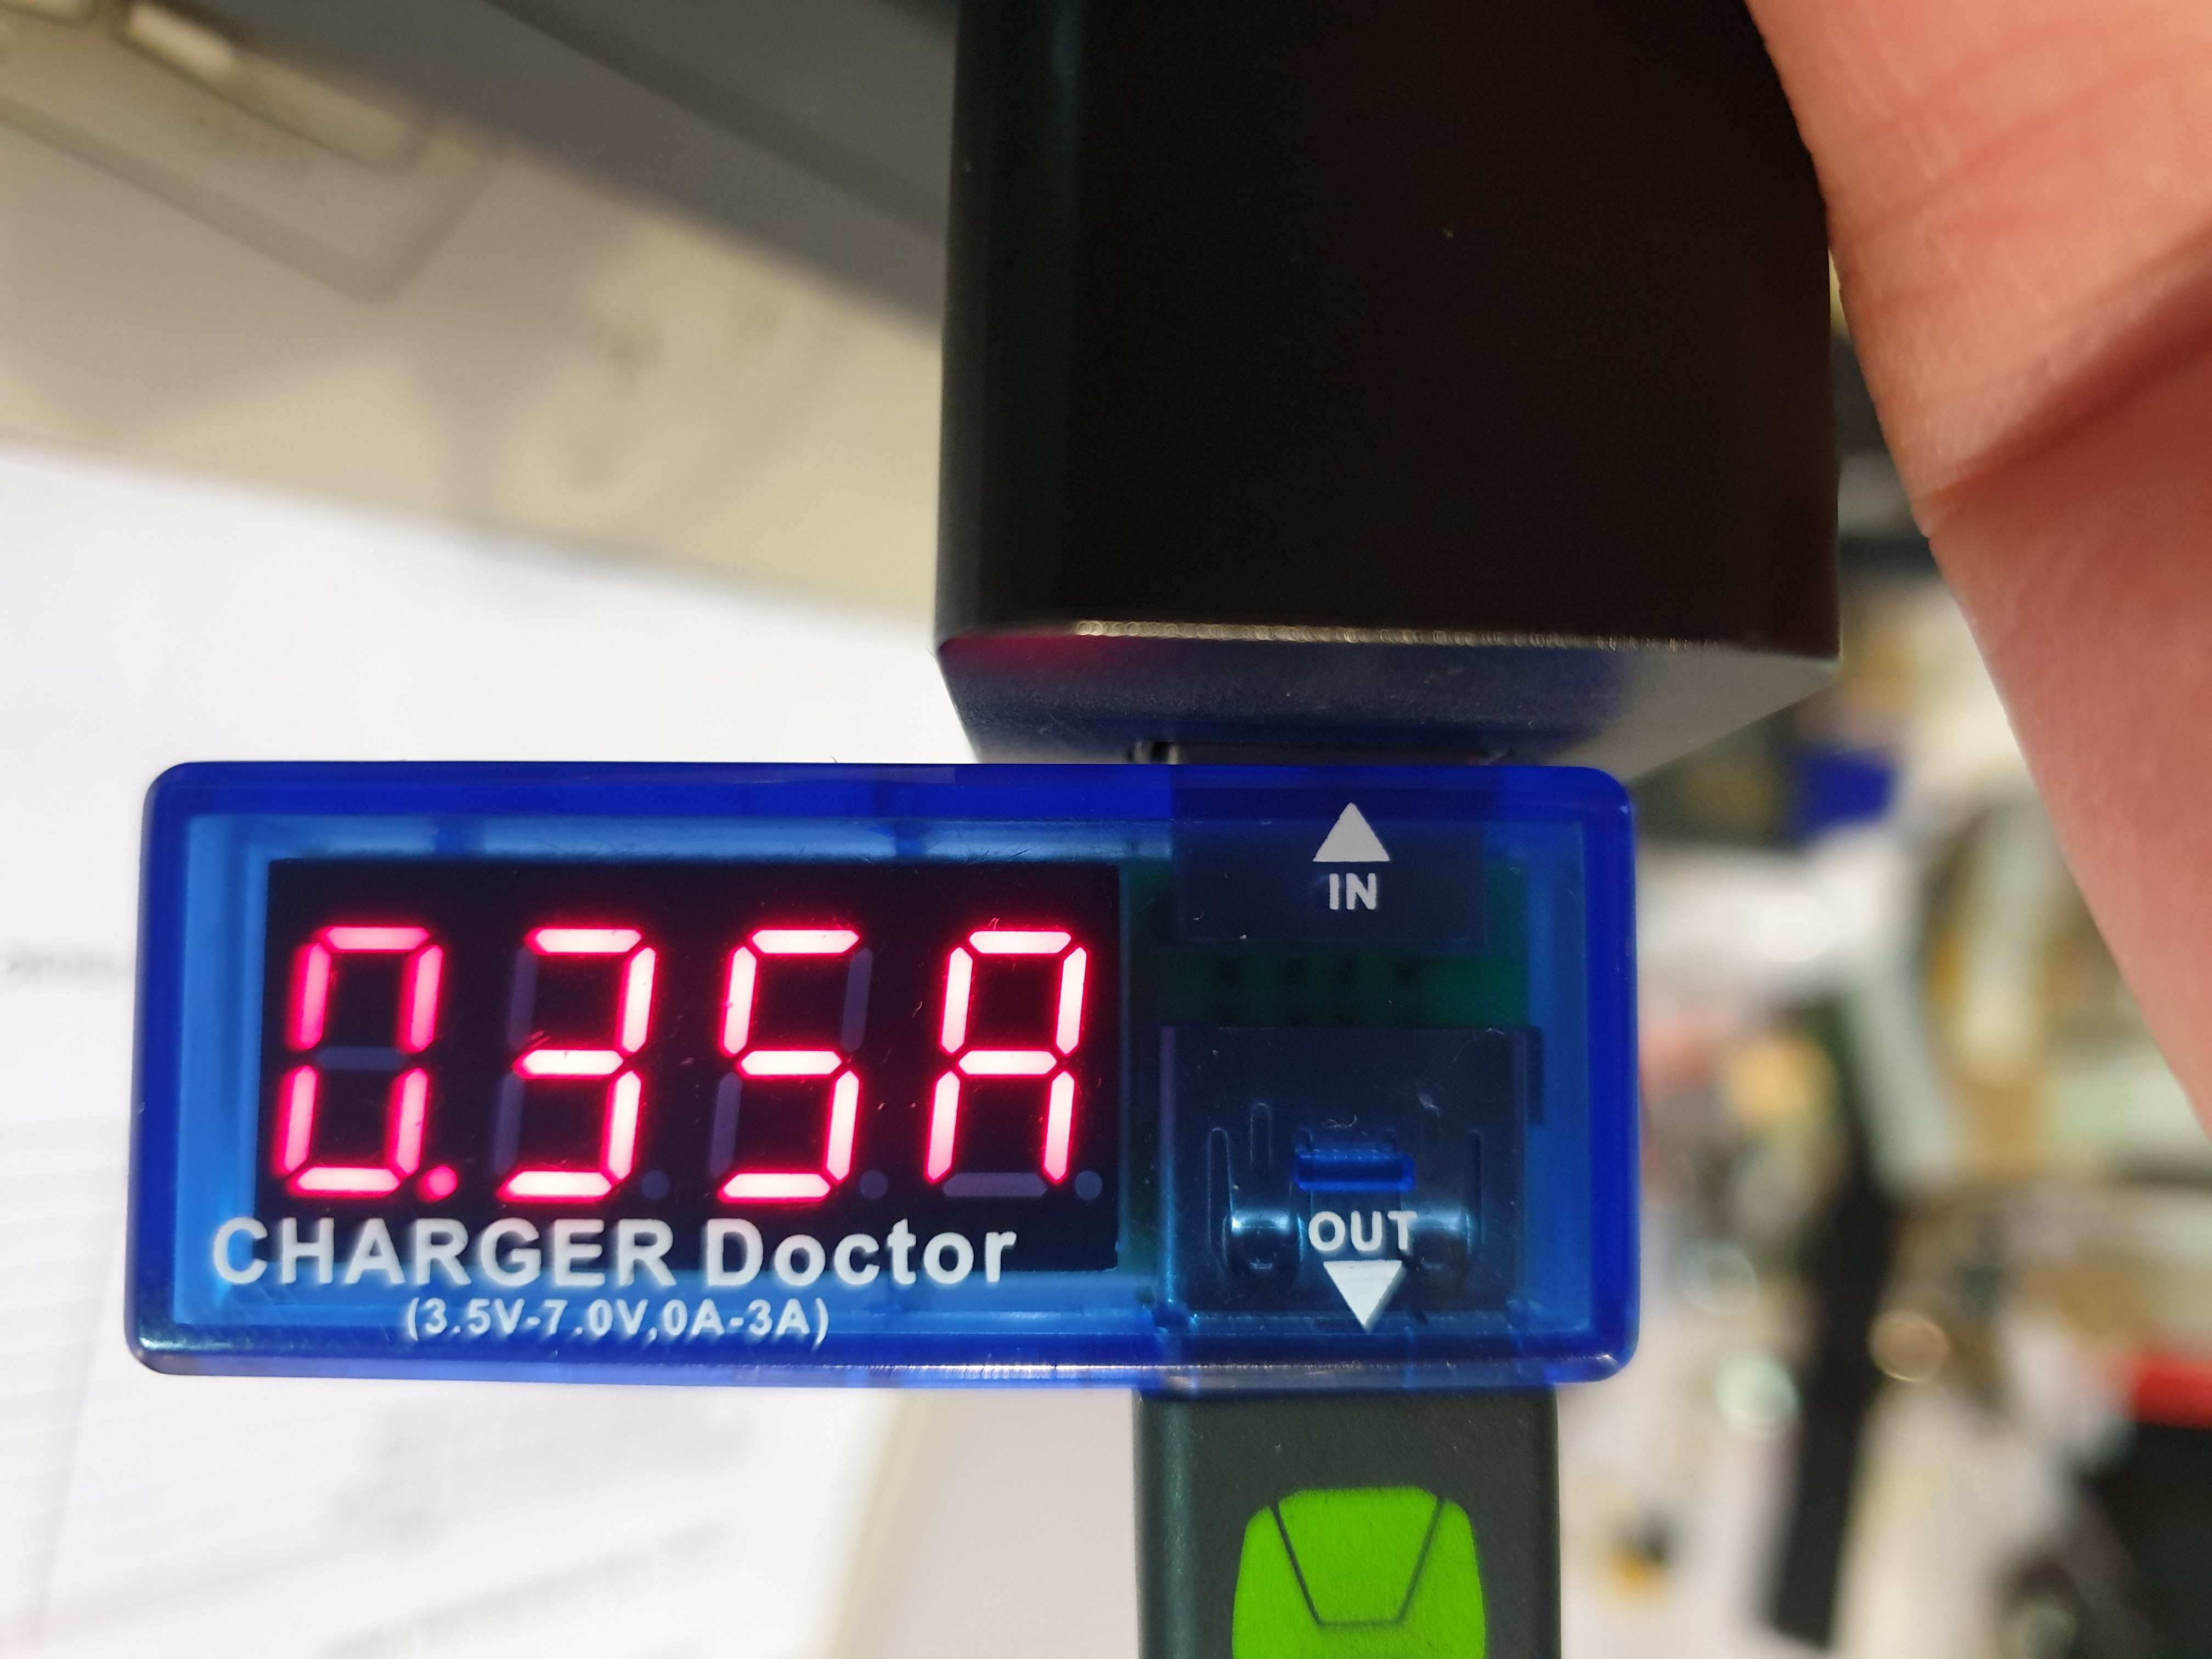 IN
0.35A
OUT
CHARGER Doctor
(3.5V-7.0V,0A-3A)